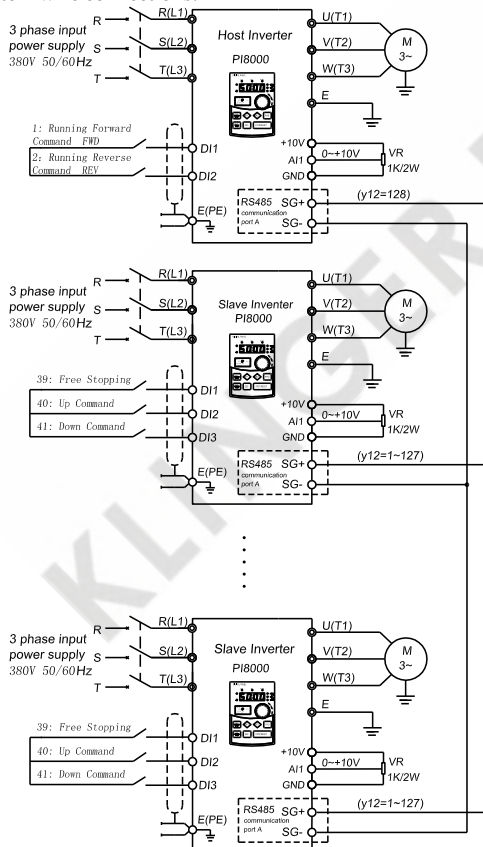 R
R(L1)
3 phase input
power supply
380V 50/60Hz
S
S(L2)
T
T(L3)
Host Inverter
PI8000
U(T1)
V(T2)
W(T3)
M
3~
E
1: Running Forward
Command FWD
2: Running Reverse
Command REV
DI1
DI2
E(PE)
+10V
AI1
0~+10V
GND
VR
1K/2W
RS485
communication
port A
SG+
SG-
(y12=128)
R
R(L1)
3 phase input
power supply
380V 50/60Hz
S
S(L2)
T
T(L3)
Slave Inverter
PI8000
U(T1)
V(T2)
W(T3)
M
3~
E
39: Free Stopping
40: Up Command
41: Down Command
DI1
DI2
DI3
E(PE)
+10V
AI1
0~+10V
GND
VR
1K/2W
RS485
communication
port A
SG+
SG-
(y12=1~127)
R
R(L1)
3 phase input
power supply
380V 50/60Hz
S
S(L2)
T
T(L3)
Slave Inverter
PI8000
U(T1)
V(T2)
W(T3)
M
3~
E
39: Free Stopping
40: Up Command
41: Down Command
DI1
DI2
DI3
E(PE)
+10V
AI1
0~+10V
GND
VR
1K/2W
RS485
communication
port A
SG+
SG-
(y12=1~127)
KLINGER